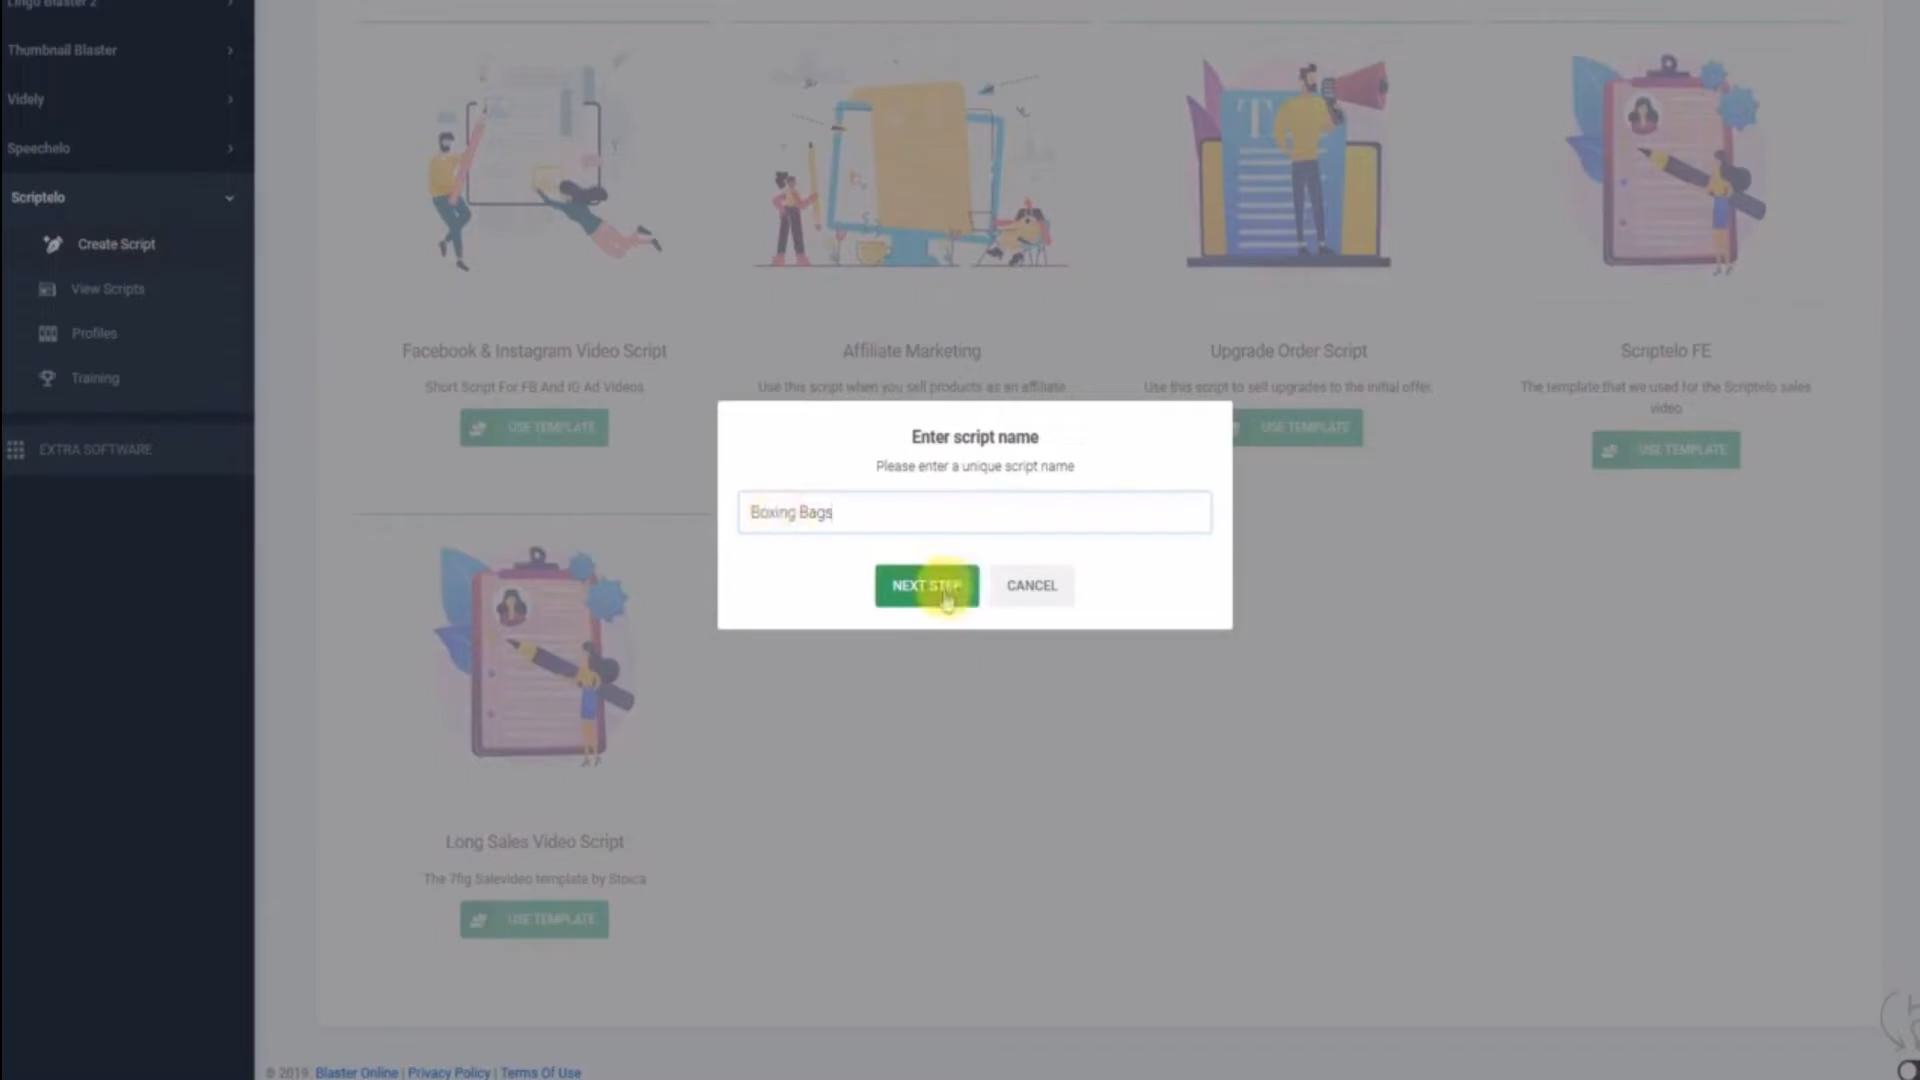 Lingo Blaster 2
Thumbnail Blaster
Videly
Speechelo
Scriptelo
Create Script
View Scripts
Profiles
Training
EXTRA SOFTWARE
Facebook & Instagram Video Script
Short Script For FB And IG Ad Videos
USE TEMPLATE
Affiliate Marketing
Use this script when you sell products as an affiliate
Upgrade Order Script
Use this script to sell upgrades to the initial offer.
USE TEMPLATE
Scriptelo FE
The template that we used for the Scriptelo sales
video
USE TEMPLATE
Enter script name
Please enter a unique script name
Boxing Bags
NEXT STEP
CANCEL
Long Sales Video Script
The 7fig Salevideo template by Stoica
USE TEMPLATE
© 2019 Blaster Online | Privacy Policy | Terms Of Use